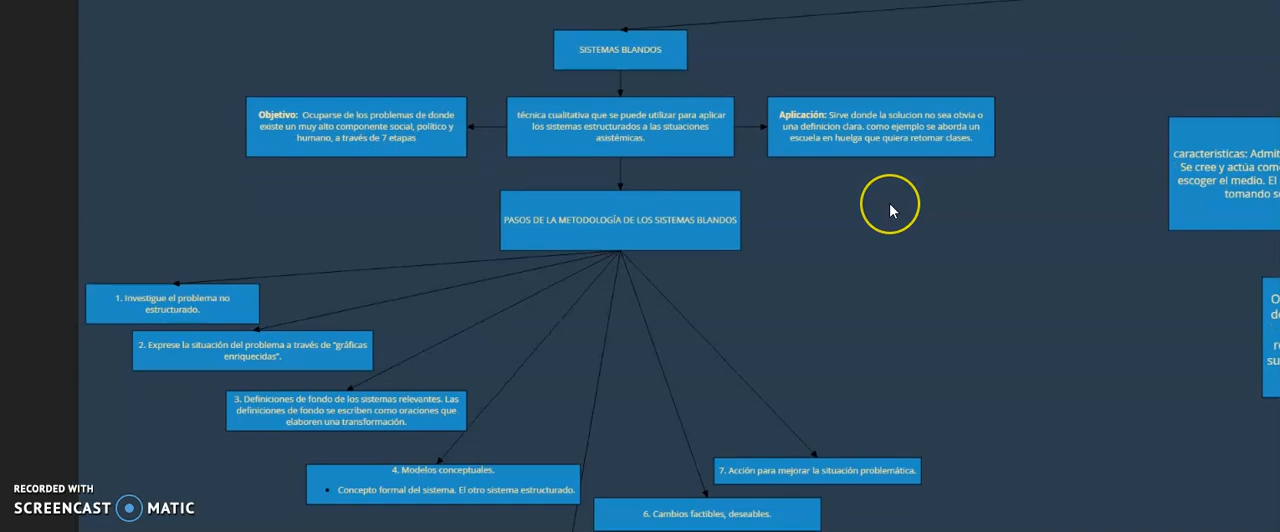 SISTEMAS BLANDOS
Objetivo: Ocuparse de los problemas de donde
existe un muy alto componente social, político y
humano, a través de 7 etapas
técnica cualitativa que se puede utilizar para aplicar
los sistemas estructurados a las situaciones
asistémicas.
Aplicación: Sirve donde la solucion no sea obvia o
una definicion clara. como ejemplo se aborda un
escuela en huelga que quiera retomar clases.
caracteristicas: Admit
Se cree y actúa com
escoger el medio. El
tomando s
PASOS DE LA METODOLOGÍA DE LOS SISTEMAS BLANDOS
1. Investigue el problema no
estructurado.
2. Exprese la situación del problema a través de “gráficas
enriquecidas”.
3. Definiciones de fondo de los sistemas relevantes. Las
definiciones de fondo se escriben como oraciones que
elaboren una transformación.
4. Modelos conceptuales.
• Concepto formal del sistema. El otro sistema estructurado.
7. Acción para mejorar la situación problemática.
6. Cambios factibles, deseables.
RECORDED WITH
SCREENCAST MATIC